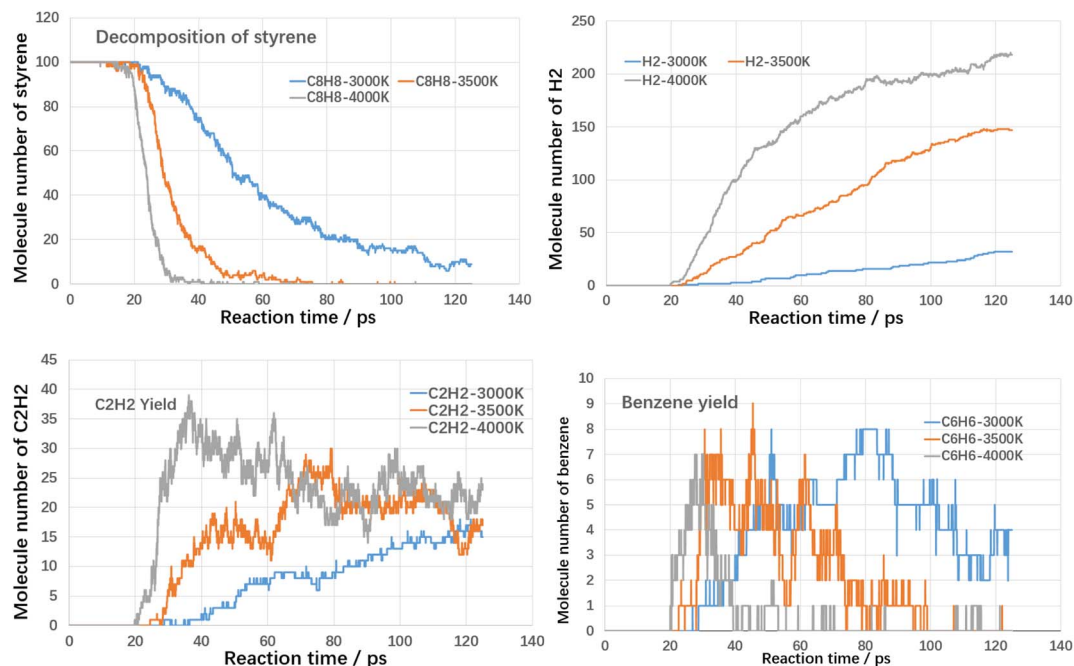 Decomposition of styrene
C8H8-3000K C8H8-3500K
C8H8-4000K
Molecule number of styrene
120
100
80
60
40
20
0
0 20 40 60 80 100 120 140
Reaction time / ps
H2-3000K H2-3500K
H2-4000K
Molecule number of H2
250
200
150
100
50
0
0 20 40 60 80 100 120 140
Reaction time / ps
C2H2 Yield
C2H2-3000K
C2H2-3500K
C2H2-4000K
Molecule number of C2H2
45
40
35
30
25
20
15
10
5
0
0 20 40 60 80 100 120 140
Reaction time / ps
Benzene yield
C6H6-3000K
C6H6-3500K
C6H6-4000K
Molecule number of benzene
10
9
8
7
6
5
4
3
2
1
0
0 20 40 60 80 100 120 140
Reaction time / ps